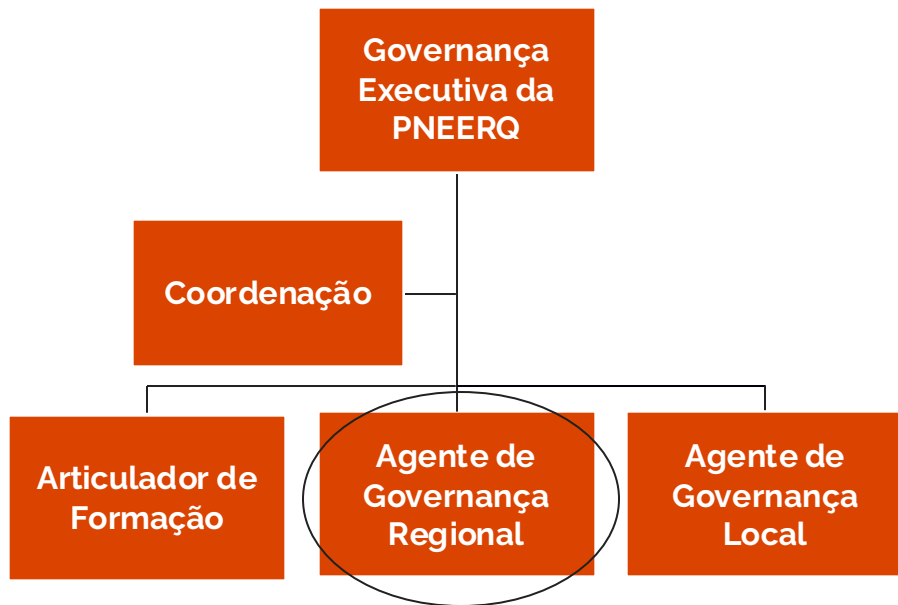 Governança
Executiva da
PNEERQ
Coordenação
Articulador de
Formação
Agente de
Governança
Regional
Agente de
Governança
Local